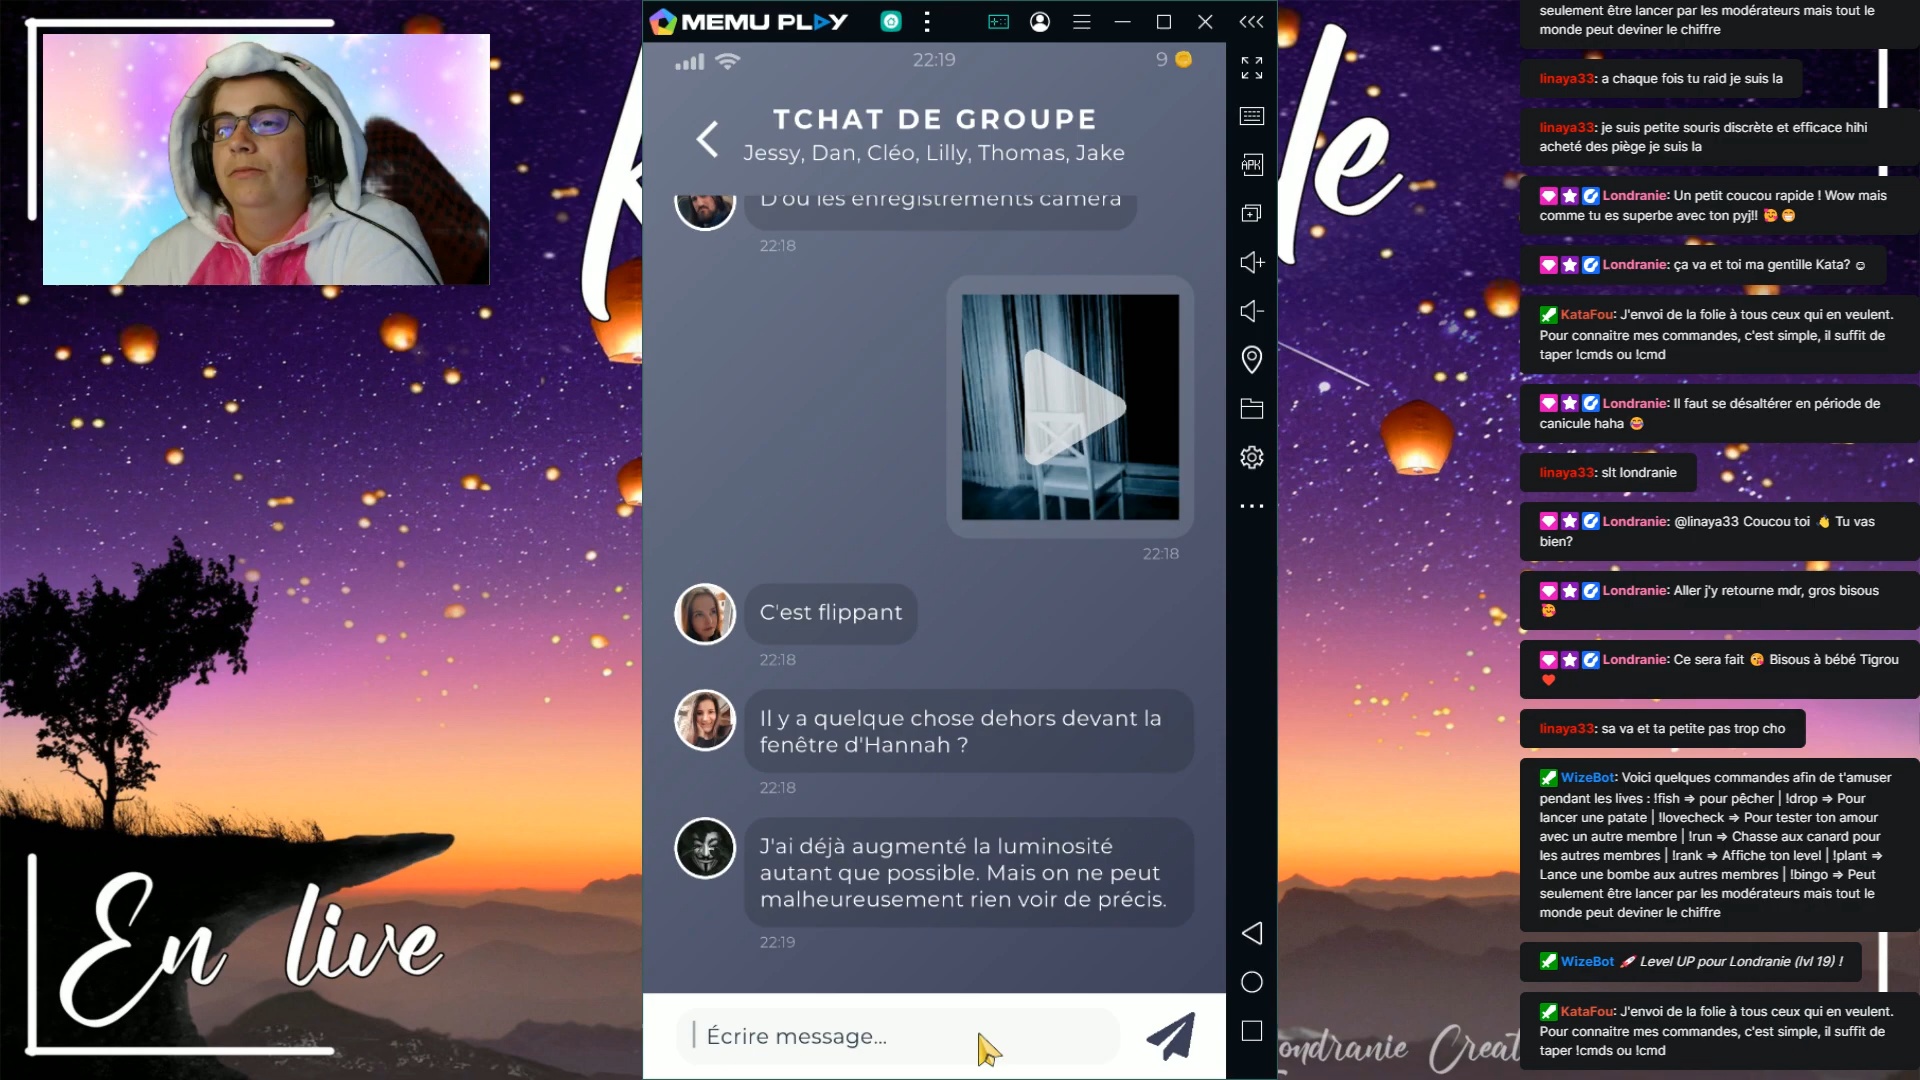 MEMU PLAY
22:19
9
TCHAT DE GROUPE
Jessy, Dan, Cléo, Lilly, Thomas, Jake
D'où les enregistrements caméra
22:18
22:18
C'est flippant
22:18
Il y a quelque chose dehors devant la
fenêtre d'Hannah ?
22:18
J'ai déjà augmenté la luminosité
autant que possible. Mais on ne peut
malheureusement rien voir de précis.
22:19
Écrire message...
APK
En live
seulement être lancer par les modérateurs mais tout le
monde peut deviner le chiffre
linaya33: a chaque fois tu raid je suis la
linaya33: je suis petite souris discrète et efficace hihi
acheté des piège je suis la
Londranie: Un petit coucou rapide ! Wow mais
comme tu es superbe avec ton pyj!! 🥰 😁
Londranie: ça va et toi ma gentille Kata? ☺
KataFou: J'envoi de la folie à tous ceux qui en veulent.
Pour connaitre mes commandes, c'est simple, il suffit de
taper !cmds ou !cmd
Londranie: Il faut se désaltérer en période de
canicule haha 😂
linaya33: slt londranie
Londranie: @linaya33 Coucou toi 👋 Tu vas
bien?
Londranie: Aller j'y retourne mdr, gros bisous
🥰
Londranie: Ce sera fait 😘 Bisous à bébé Tigrou
♥
linaya33: sa va et ta petite pas trop cho
WizeBot: Voici quelques commandes afin de t'amuser
pendant les lives : !fish => pour pêcher | !drop => Pour
lancer une patate | !lovecheck => Pour tester ton amour
avec un autre membre | !run => Chasse aux canard pour
les autres membres | !rank => Affiche ton level | !plant =>
Lance une bombe aux autres membres | !bingo => Peut
seulement être lancer par les modérateurs mais tout le
monde peut deviner le chiffre
WizeBot 🚀 Level UP pour Londranie (lvl 19) !
KataFou: J'envoi de la folie à tous ceux qui en veulent.
Pour connaitre mes commandes, c'est simple, il suffit de
taper !cmds ou !cmd